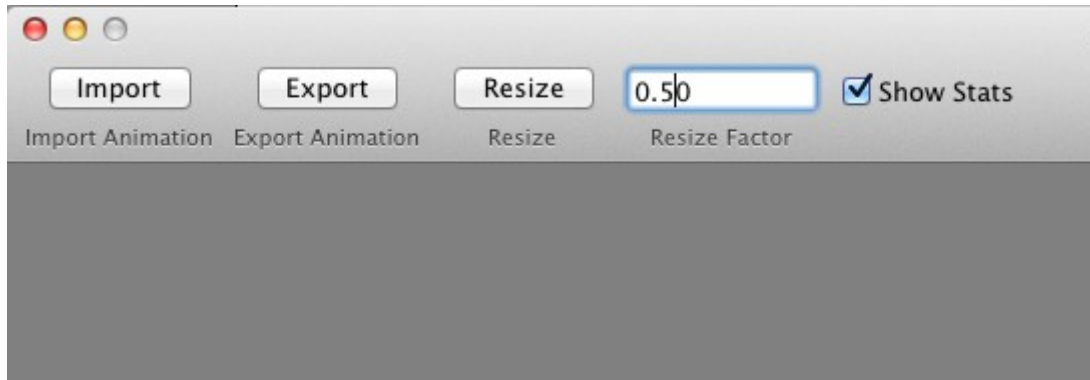 Import Export Resize 0.50 Show Stats
Import Animation Export Animation Resize Resize Factor